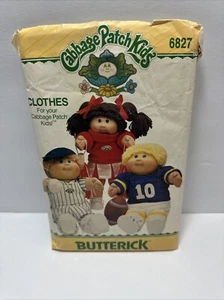 Cabbage Patch Kids
6827
CLOTHES
For your
Cabbage Patch
Kids
10
BUTTERICK